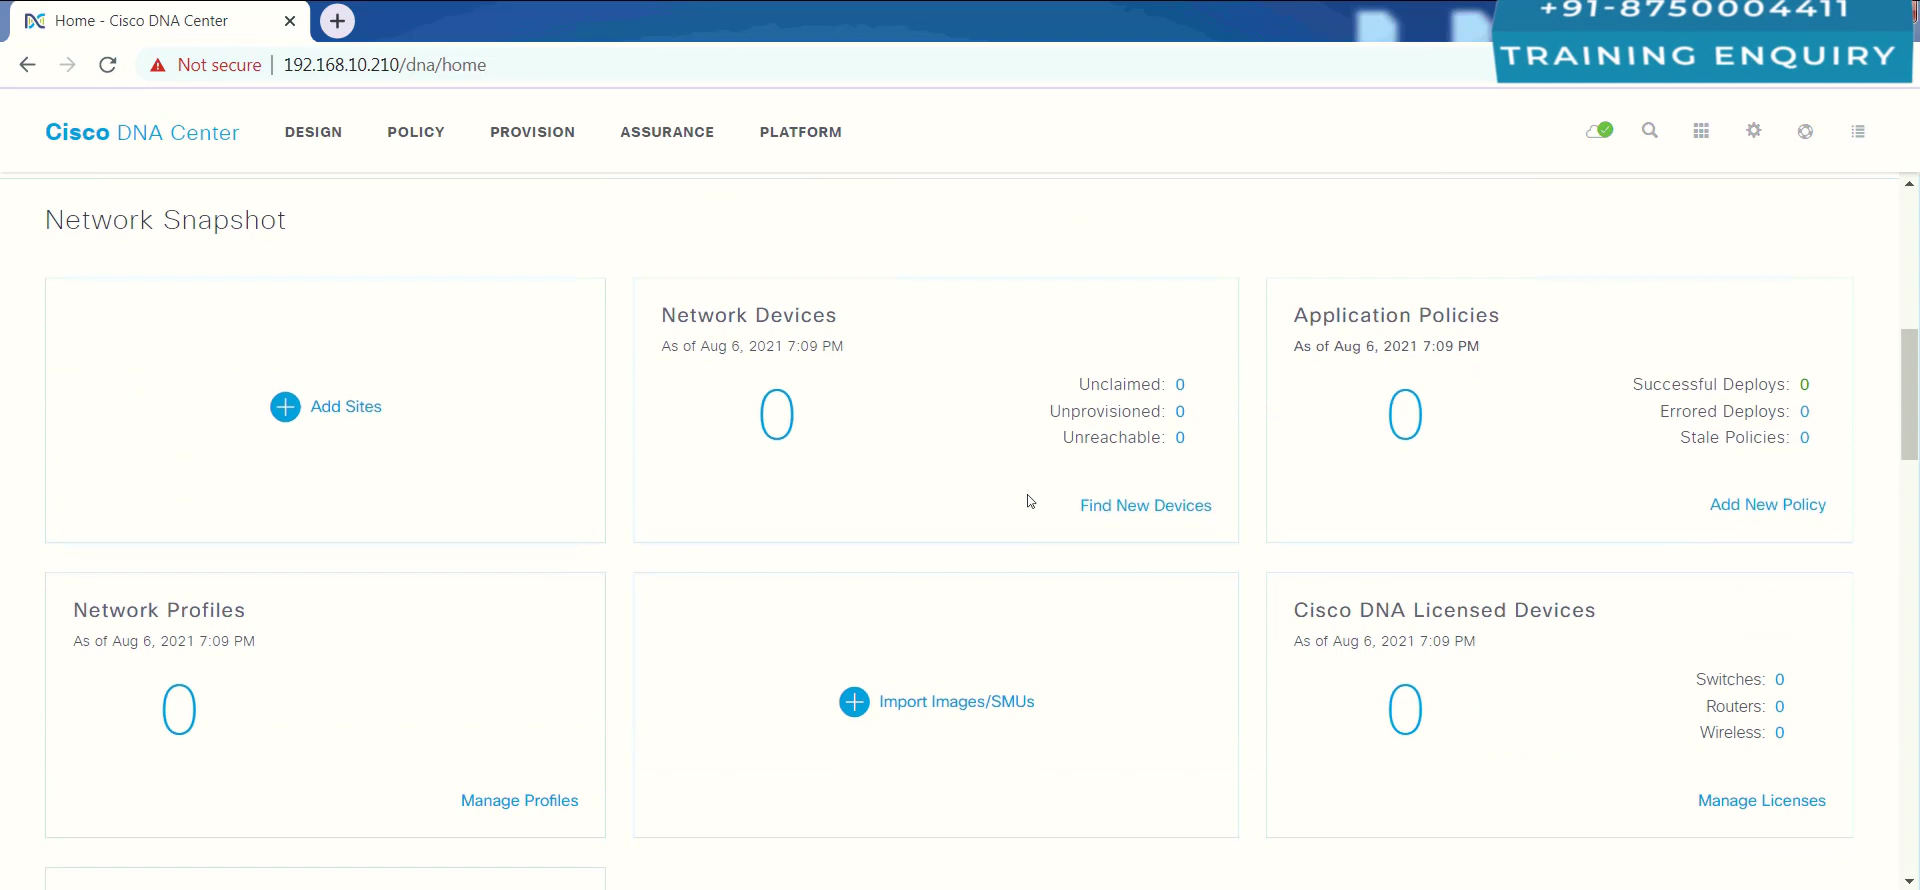 Home - Cisco DNA Center
+91-8750004411
TRAINING ENQUIRY
Not secure | 192.168.10.210/dna/home
Cisco DNA Center
DESIGN
POLICY
PROVISION
ASSURANCE
PLATFORM
Network Snapshot
Add Sites
Network Devices
As of Aug 6, 2021 7:09 PM
0
Unclaimed: 0
Unprovisioned: 0
Unreachable: 0
Find New Devices
Application Policies
As of Aug 6, 2021 7:09 PM
0
Successful Deploys: 0
Errored Deploys: 0
Stale Policies: 0
Add New Policy
Network Profiles
As of Aug 6, 2021 7:09 PM
0
Manage Profiles
Import Images/SMUs
Cisco DNA Licensed Devices
As of Aug 6, 2021 7:09 PM
0
Switches: 0
Routers: 0
Wireless: 0
Manage Licenses